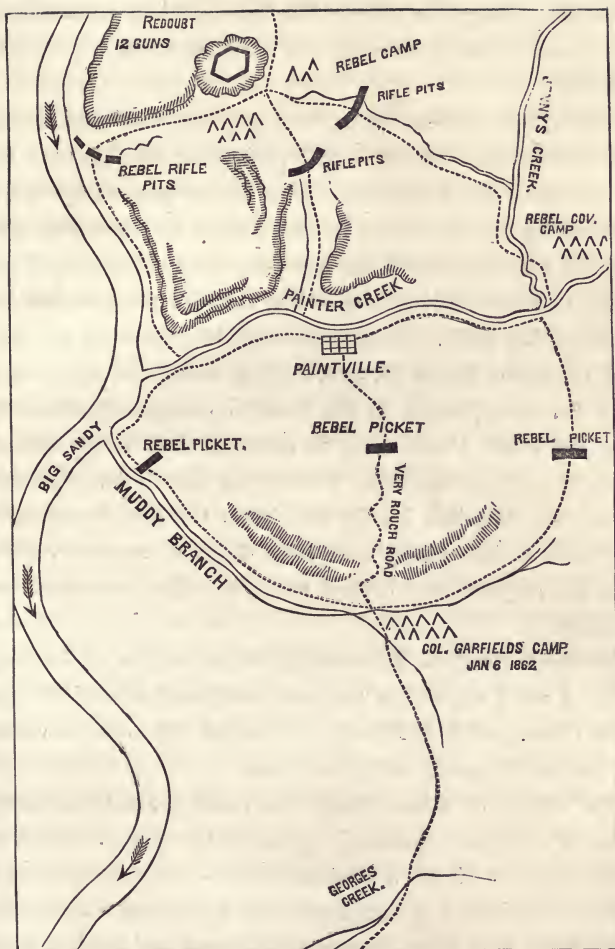 REDOUBT
12 GUNS
REBEL CAMP
RIFLE PITS
REBEL RIFLE
PITS
RIFLE PITS
CREEK.
REBEL COV.
CAMP
PAINTER CREEK
PAINTVILLE.
BIG SANDY
REBEL PICKET.
REBEL PICKET
REBEL PICKET
MUDDY BRANCH
VERY ROUGH ROAD
COL. GARFIELDS CAMP.
JAN 6 1862
GEORGES
CREEK.